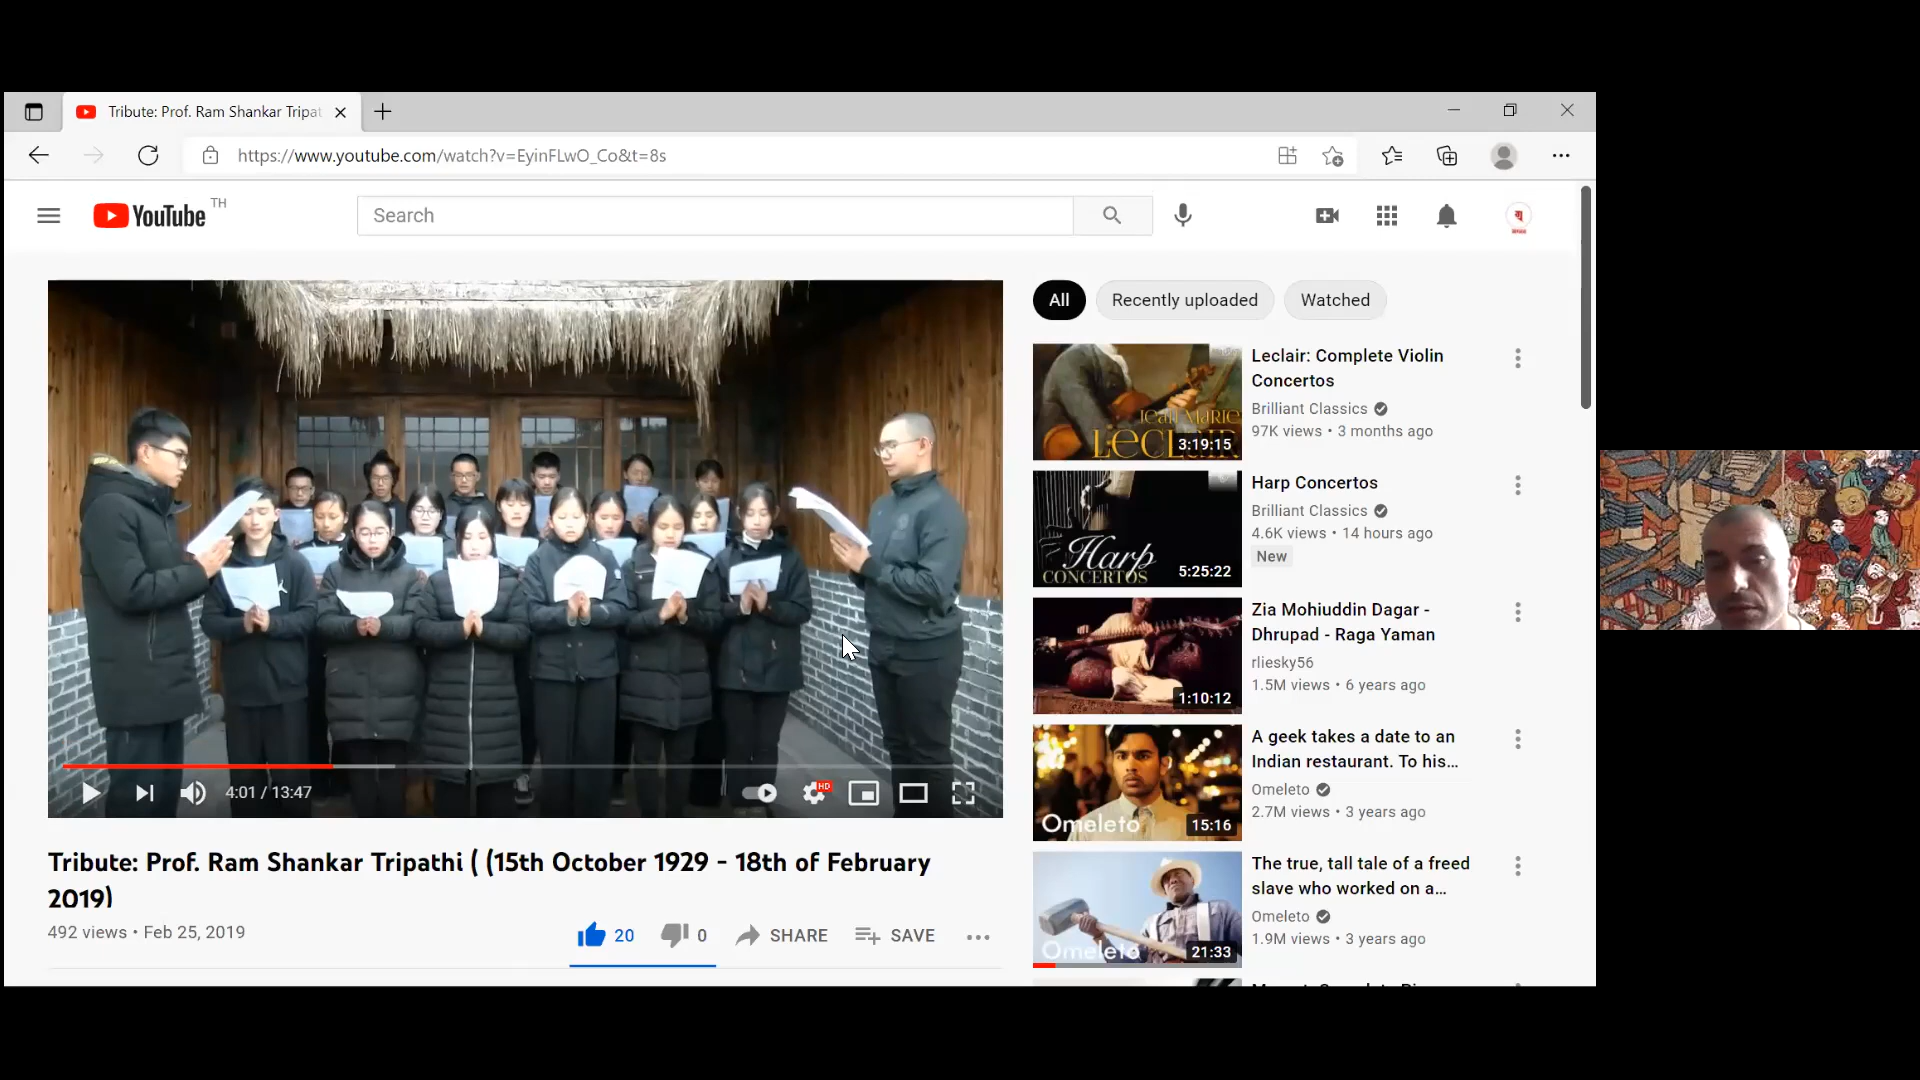 Tribute: Prof. Ram Shankar Tripat
https://www.youtube.com/watch?v=EyinFLwO_Co&t=8s
YouTube TH
Search
4:01 / 13:47
HD
Tribute: Prof. Ram Shankar Tripathi ( (15th October 1929 - 18th of February
2019)
492 views • Feb 25, 2019
20
0
SHARE
SAVE
All
Recently uploaded
Watched
JEAN-MARIE
LECLAIR
3:19:15
Leclair: Complete Violin
Concertos
Brilliant Classics
97K views • 3 months ago
Harp
CONCERTOS
5:25:22
Harp Concertos
Brilliant Classics
4.6K views • 14 hours ago
New
1:10:12
Zia Mohiuddin Dagar -
Dhrupad - Raga Yaman
rliesky56
1.5M views • 6 years ago
Omeleto
15:16
A geek takes a date to an
Indian restaurant. To his...
Omeleto
2.7M views • 3 years ago
Omeleto
21:33
The true, tall tale of a freed
slave who worked on a...
Omeleto
1.9M views • 3 years ago